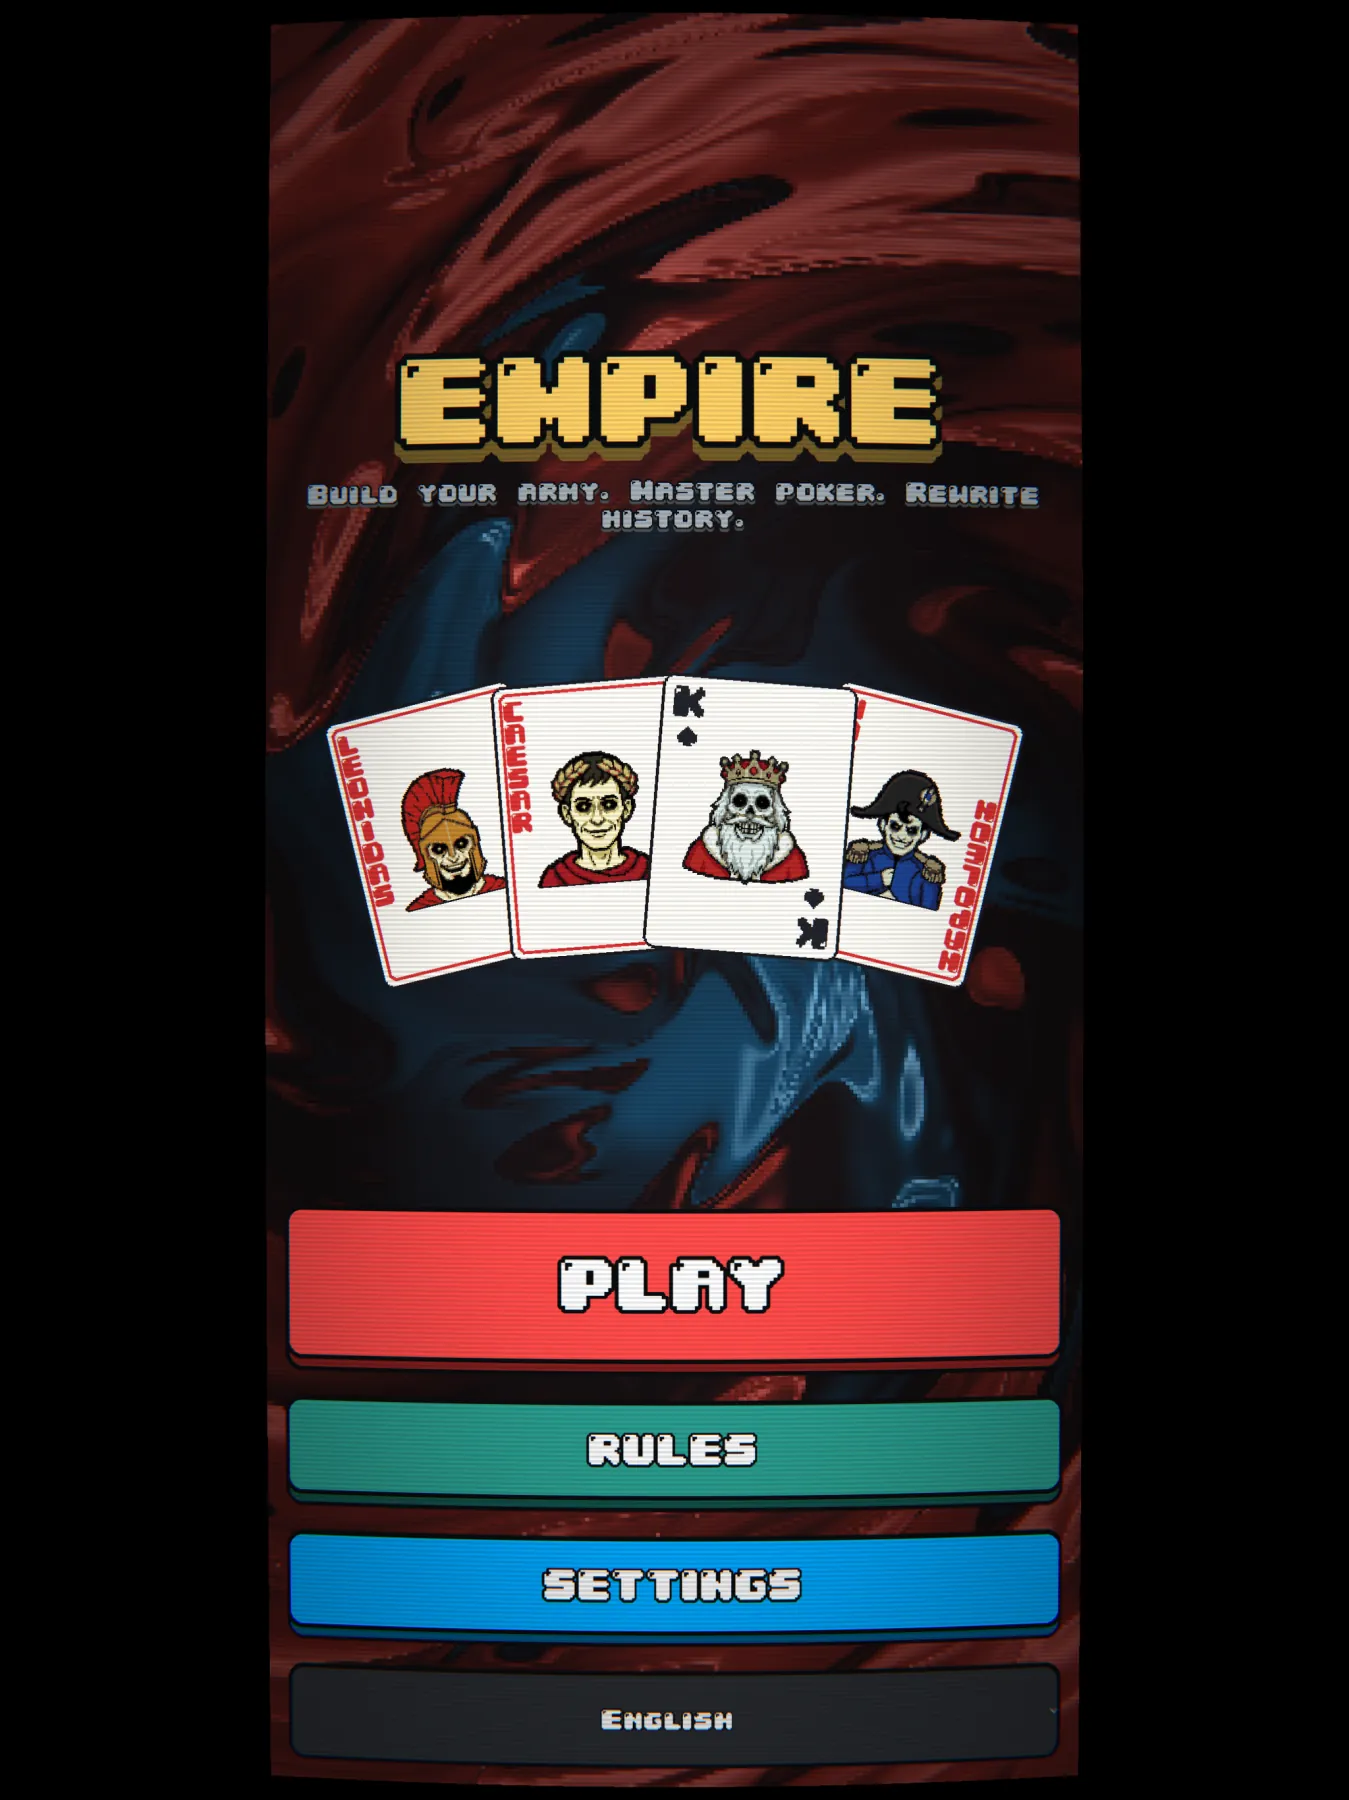 EMPIRE
BUILD YOUR ARMY. MASTER POKER. REWRITE
HISTORY.
LEONIDAS
CAESAR
K
K
NAPOLEON
PLAY
RULES
SETTINGS
ENGLISH